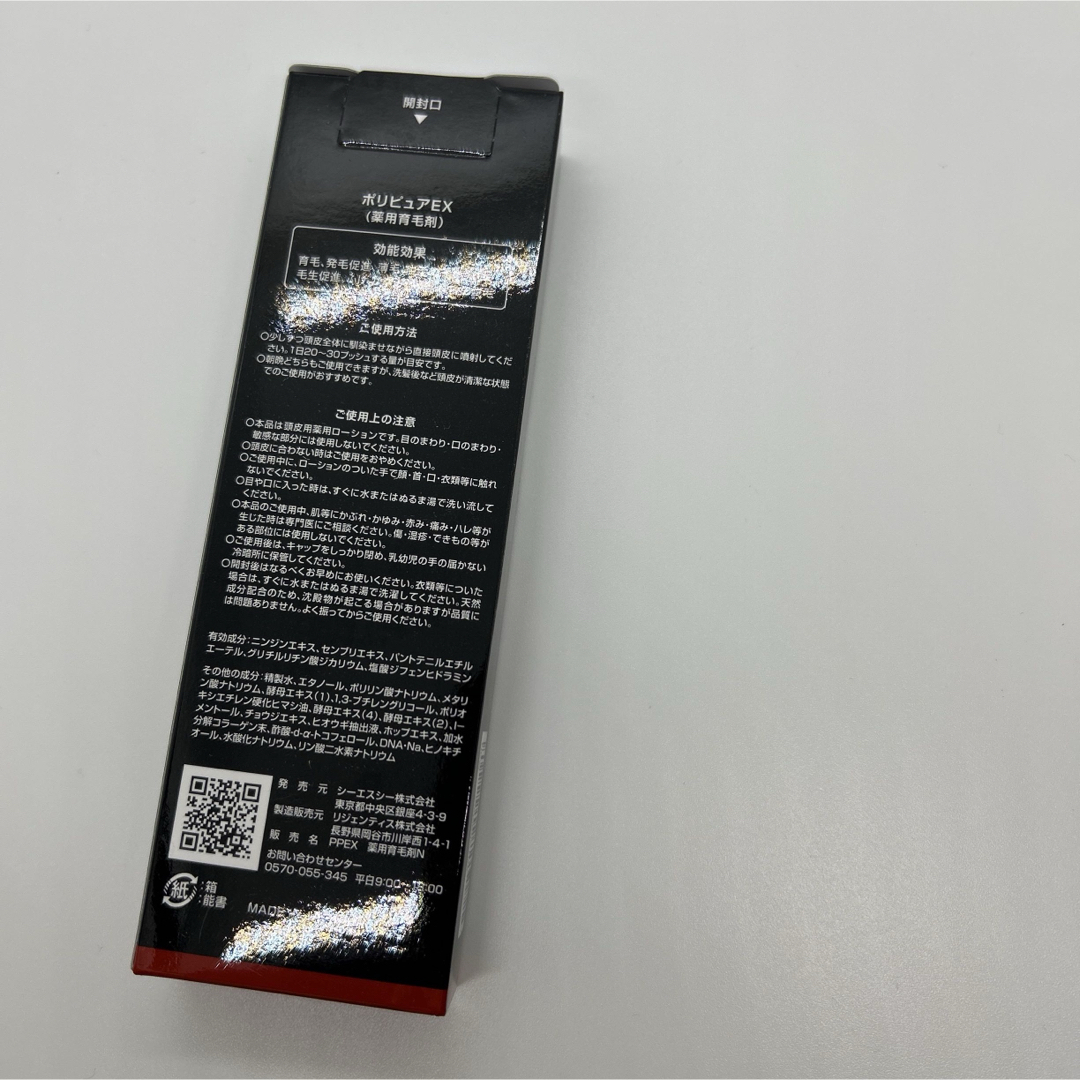 開封口
ポリピュアEX
(薬用育毛剤)
効能効果
育毛、発毛促進、薄毛
毛生促進、
ご使用方法
○少しずつ頭皮全体に馴染ませながら直接頭皮に噴射してくだ
さい。1日20〜30プッシュする量が目安です。
○朝晩どちらもご使用できますが、洗髪後など頭皮が清潔な状態
でのご使用がおすすめです。
ご使用上の注意
○本品は頭皮用薬用ローションです。目のまわり・口のまわり・
敏感な部分には使用しないでください。
○頭皮に合わない時はご使用をおやめください。
○ご使用中に、ローションのついた手で顔・首・口・衣類等に触れ
ないでください。
○目や口に入った時は、すぐに水またはぬるま湯で洗い流して
ください。
○本品のご使用中、肌等にかぶれ・かゆみ・赤み・痛み・ハレ等が
生じた時は専門医にご相談ください。傷・湿疹・できもの等が
ある部位には使用しないでください。
○ご使用後は、キャップをしっかり閉め、乳幼児の手の届かない
冷暗所に保管してください。
○開封後はなるべくお早めにお使いください。衣類等についた
場合は、すぐに水またはぬるま湯で洗濯してください。天然
成分配合のため、沈殿物が起こる場合がありますが品質に
は問題ありません。よく振ってからご使用ください。
有効成分:ニンジンエキス、センブリエキス、パントテニルエチル
エーテル、グリチルリチン酸ジカリウム、塩酸ジフェンヒドラミン
その他の成分:精製水、エタノール、ポリリン酸ナトリウム、メタリ
ン酸ナトリウム、酵母エキス(1)、1,3-ブチレングリコール、ポリオ
キシエチレン硬化ヒマシ油、酵母エキス(4)、酵母エキス(2)、l-
メントール、チョウジエキス、ヒオウギ抽出液、ホップエキス、加水
分解コラーゲン末、酢酸-d-α-トコフェロール、DNA・Na、ヒノキチ
オール、水酸化ナトリウム、リン酸二水素ナトリウム
発売元 シーエスシー株式会社
東京都中央区銀座4-3-9
製造販売元 リジェンティス株式会社
長野県岡谷市川岸西1-4-1
販売名 PPEX 薬用育毛剤N
お問い合わせセンター
0570-055-345 平日9:00 :00
紙 :箱
:能書
MADE